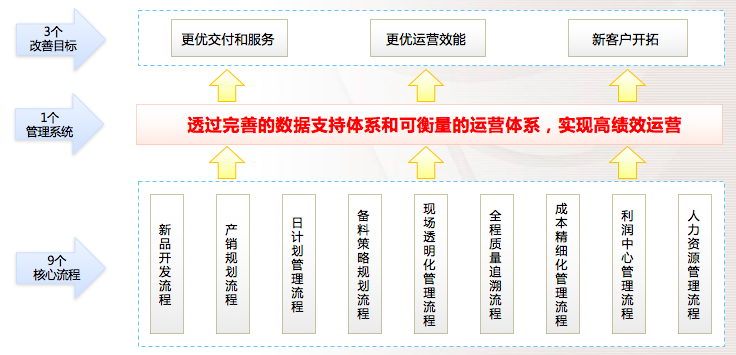 3个
改善目标
更优交付和服务
更优运营效能
新客户开拓
1个
管理系统
透过完善的数据支持体系和可衡量的运营体系，实现高绩效运营
9个
核心流程
新品开发流程
产销规划流程
日计划管理流程
备料策略规划流程
现场透明化管理流程
全程质量追溯流程
成本精细化管理流程
利润中心管理流程
人力资源管理流程